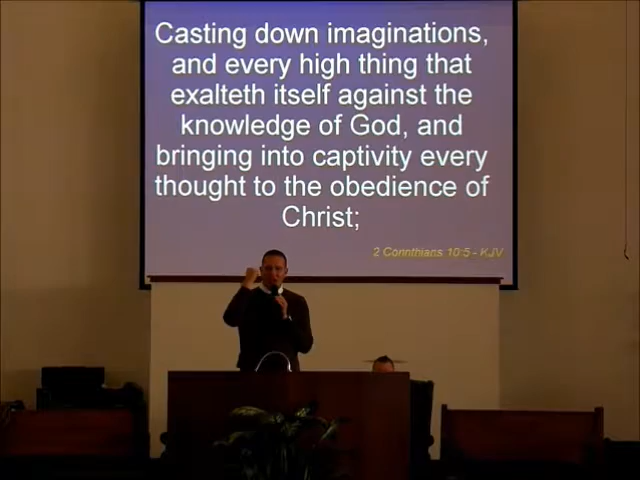 Casting down imaginations,
and every high thing that
exalteth itself against the
knowledge of God, and
bringing into captivity every
thought to the obedience of
Christ;
2 Corinthians 10:5 - KJV